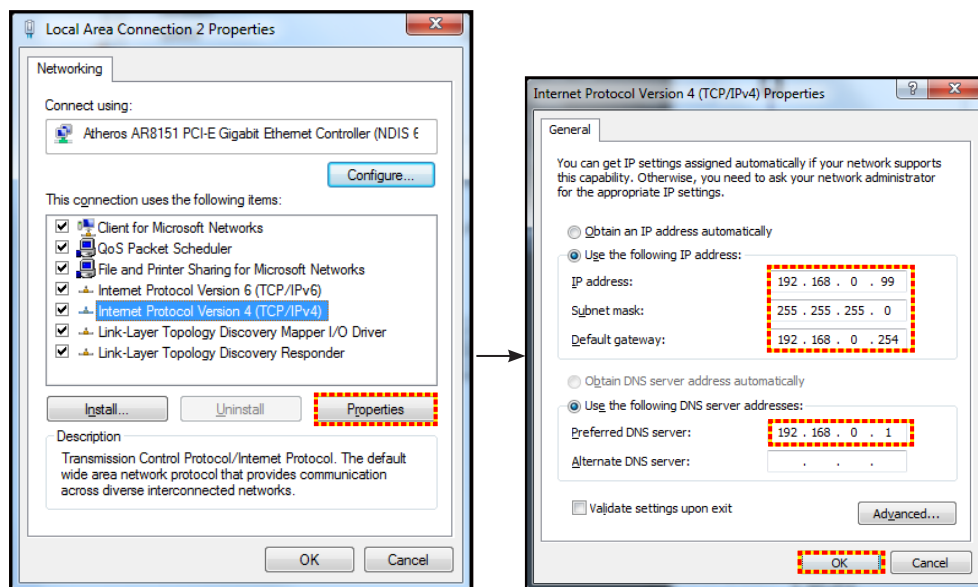 Local Area Connection 2 Properties
Networking
Connect using:
Atheros AR8151 PCI-E Gigabit Ethernet Controller (NDIS 6
Configure...
This connection uses the following items:
Client for Microsoft Networks
QoS Packet Scheduler
File and Printer Sharing for Microsoft Networks
Internet Protocol Version 6 (TCP/IPv6)
Internet Protocol Version 4 (TCP/IPv4)
Link-Layer Topology Discovery Mapper I/O Driver
Link-Layer Topology Discovery Responder
Install...
Uninstall
Properties
Description
Transmission Control Protocol/Internet Protocol. The default
wide area network protocol that provides communication
across diverse interconnected networks.
OK
Cancel
Internet Protocol Version 4 (TCP/IPv4) Properties
General
You can get IP settings assigned automatically if your network supports
this capability. Otherwise, you need to ask your network administrator
for the appropriate IP settings.
Obtain an IP address automatically
Use the following IP address:
IP address: 192 . 168 . 0 . 99
Subnet mask: 255 . 255 . 255 . 0
Default gateway: 192 . 168 . 0 . 254
Obtain DNS server address automatically
Use the following DNS server addresses:
Preferred DNS server: 192 . 168 . 0 . 1
Alternate DNS server: . . .
Validate settings upon exit
Advanced...
OK
Cancel